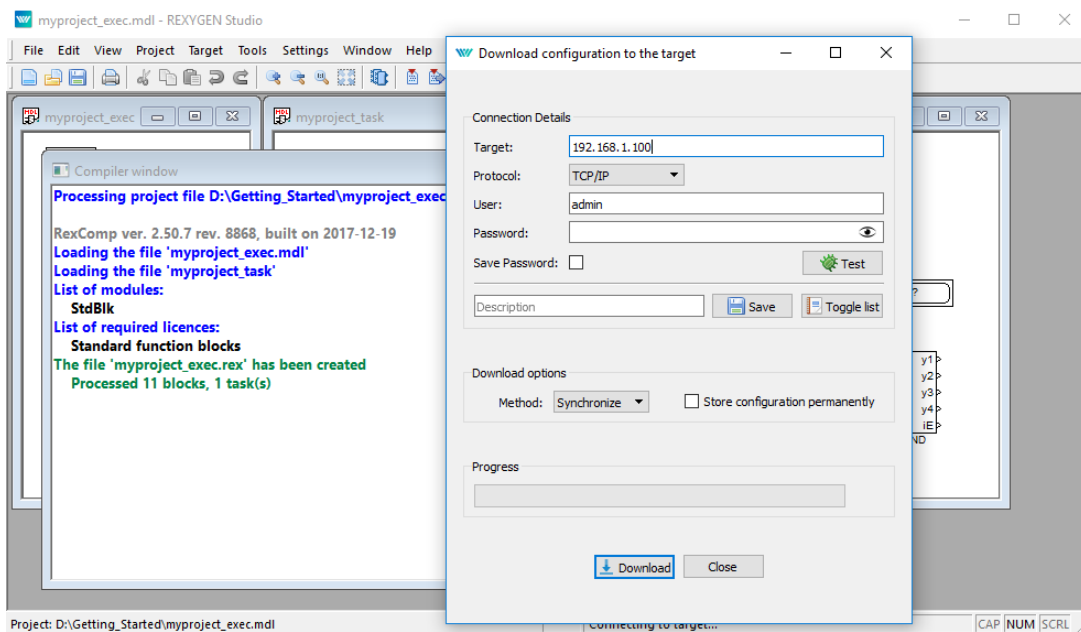 myproject_exec.mdl - REXYGEN Studio
File Edit View Project Target Tools Settings Window Help
myproject_exec
myproject_task
Compiler window
Processing project file D:\Getting_Started\myproject_exec
RexComp ver. 2.50.7 rev. 8868, built on 2017-12-19
Loading the file 'myproject_exec.mdl'
Loading the file 'myproject_task'
List of modules:
StdBlk
List of required licences:
Standard function blocks
The file 'myproject_exec.rex' has been created
Processed 11 blocks, 1 task(s)
Download configuration to the target
Connection Details
Target: 192.168.1.100
Protocol: TCP/IP
User: admin
Password:
Save Password: Test
Description Save Toggle list
Download options
Method: Synchronize Store configuration permanently
Progress
Download Close
?
y1
y2
y3
y4
iE
ND
Project: D:\Getting_Started\myproject_exec.mdl
Connecting to target...
CAP NUM SCRL